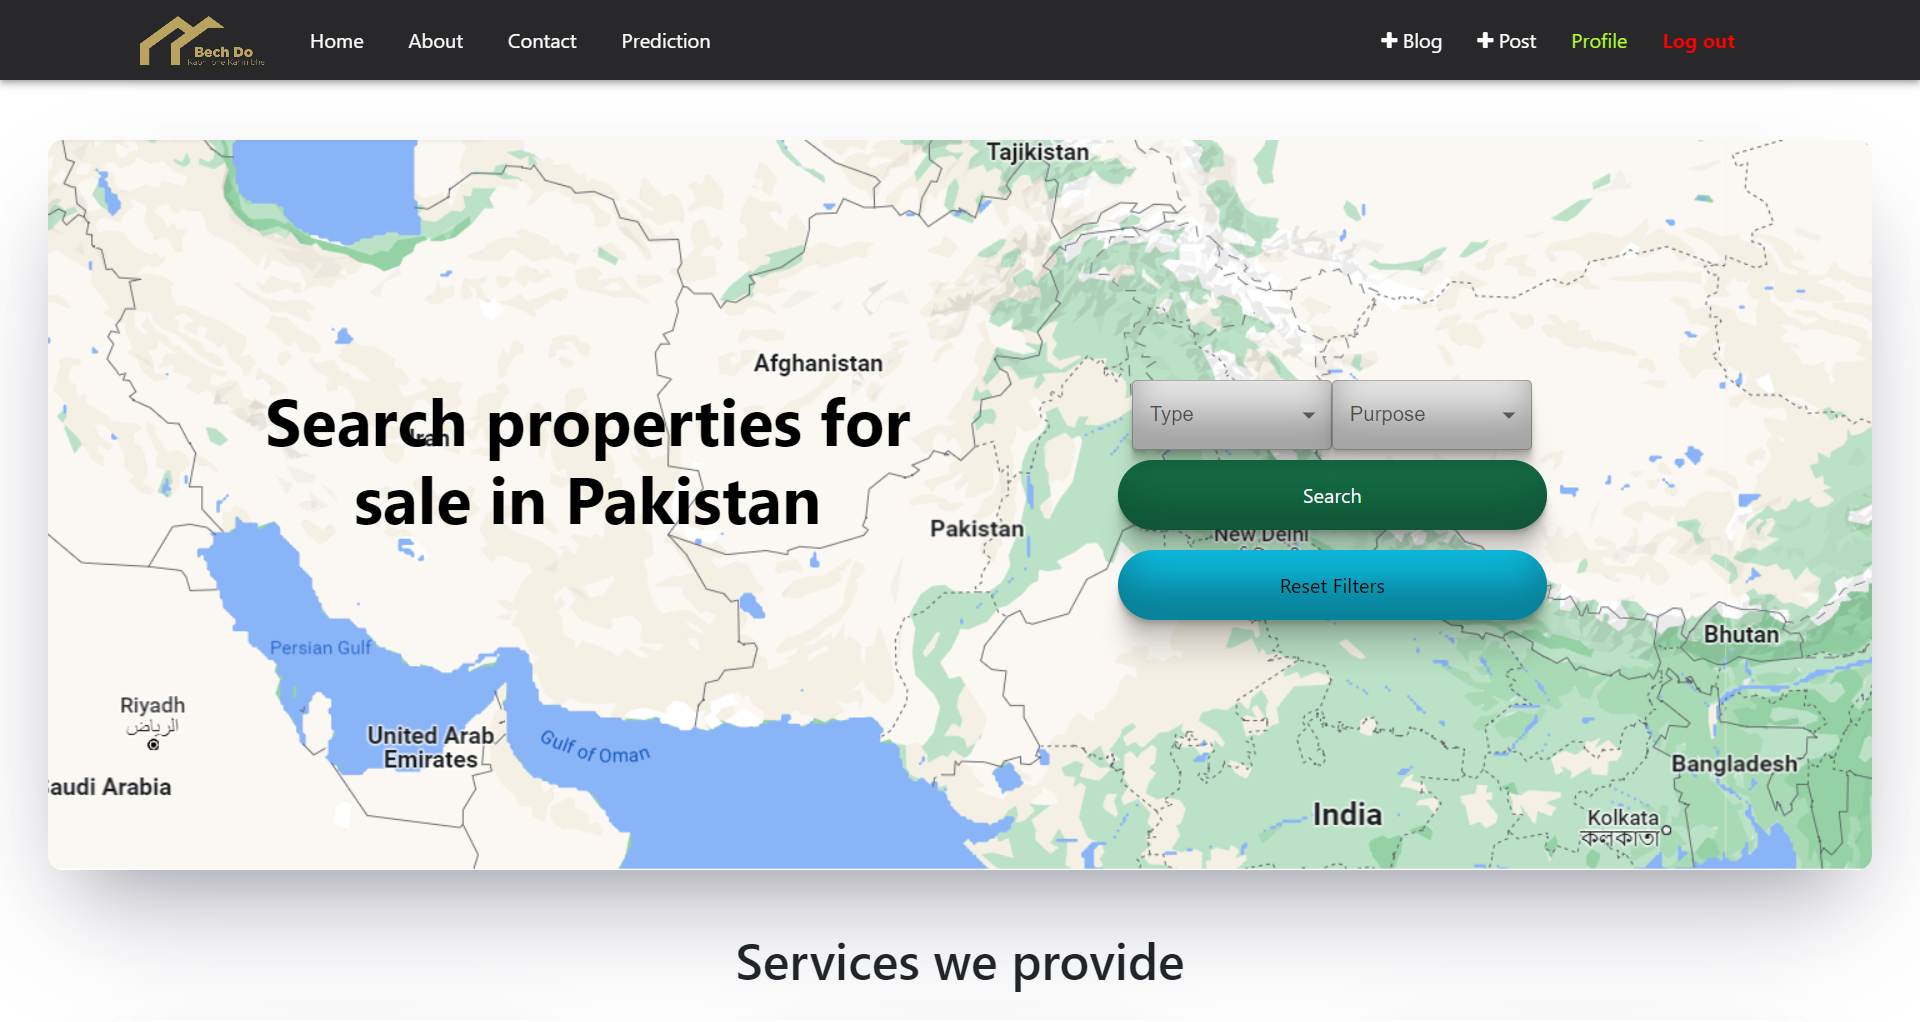 Bech Do
Home
About
Contact
Prediction
Blog
Post
Profile
Log out
Tajikistan
Afghanistan
Search properties for
Iran
sale in Pakistan
Type
Purpose
Search
Pakistan
New Delhi
Reset Filters
Bhutan
Persian Gulf
Riyadh
الرياض
United Arab
Emirates
Gulf of Oman
Saudi Arabia
Bangladesh
India
Kolkata
কলকাতা
Services we provide